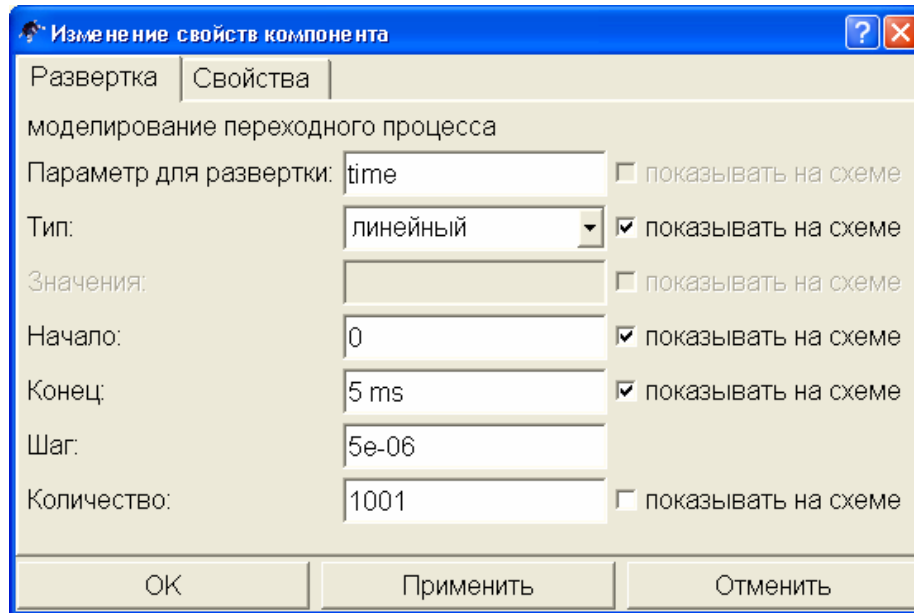 Изменение свойств компонента
Развертка Свойства
моделирование переходного процесса
Параметр для развертки: time показывать на схеме
Тип: линейный показывать на схеме
Значения: показывать на схеме
Начало: 0 показывать на схеме
Конец: 5 ms показывать на схеме
Шаг: 5e-06
Количество: 1001 показывать на схеме
OK Применить Отменить